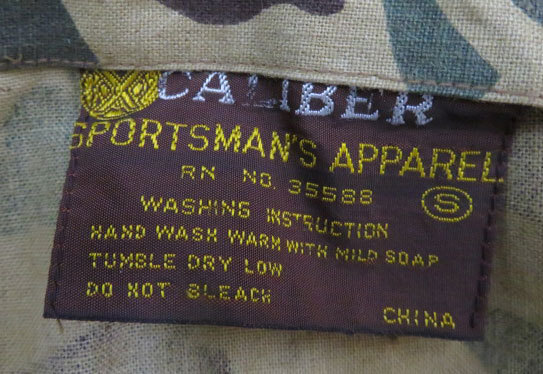 CALIBER
SPORTSMAN'S APPAREL
RN NO. 35588
S
WASHING INSTRUCTION
HAND WASH WARM WITH MILD SOAP
TUMBLE DRY LOW
DO NOT BLEACH
CHINA